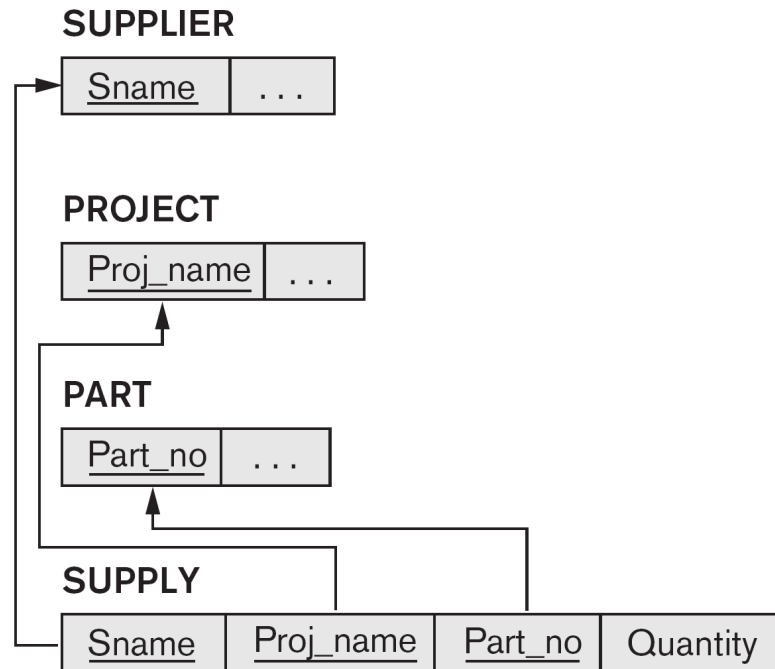 SUPPLIER
Sname ...
PROJECT
Proj_name ...
PART
Part_no ...
SUPPLY
Sname Proj_name Part_no Quantity